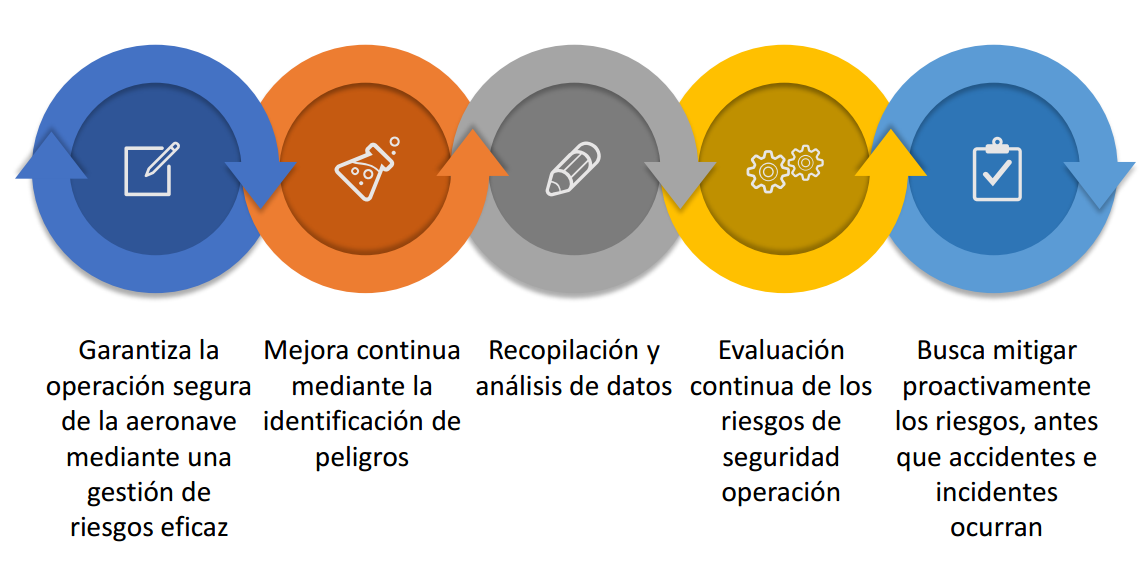 Garantiza la
operación segura
de la aeronave
mediante una
gestión de
riesgos eficaz
Mejora continua
mediante la
identificación de
peligros
Recopilación y
análisis de datos
Evaluación
continua de los
riesgos de
seguridad
operación
Busca mitigar
proactivamente
los riesgos, antes
que accidentes e
incidentes
ocurran